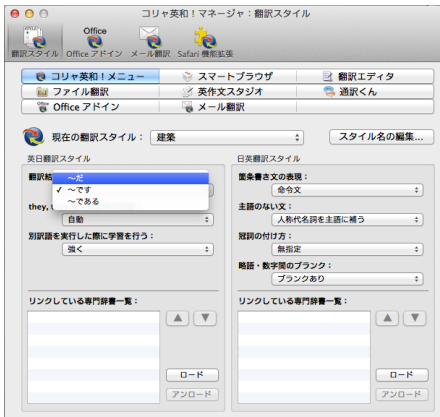 コリャ英和！マネージャ：翻訳スタイル
Office
翻訳スタイル Office アドイン メール翻訳 Safari 機能拡張
コリャ英和！メニュー スマートブラウザ 翻訳エディタ
ファイル翻訳 英作文スタジオ 通訳くん
Office アドイン メール翻訳
現在の翻訳スタイル： 建築 スタイル名の編集...
英日翻訳スタイル
翻訳結
〜だ
✓ 〜です
〜である
they,
自動
別訳語を実行した際に学習を行う：
強く
リンクしている専門辞書一覧：
ロード
アンロード
日英翻訳スタイル
箇条書き文の表現：
命令文
主語のない文：
人称代名詞を主語に補う
冠詞の付け方：
無指定
略語・数字間のブランク：
ブランクあり
リンクしている専門辞書一覧：
ロード
アンロード